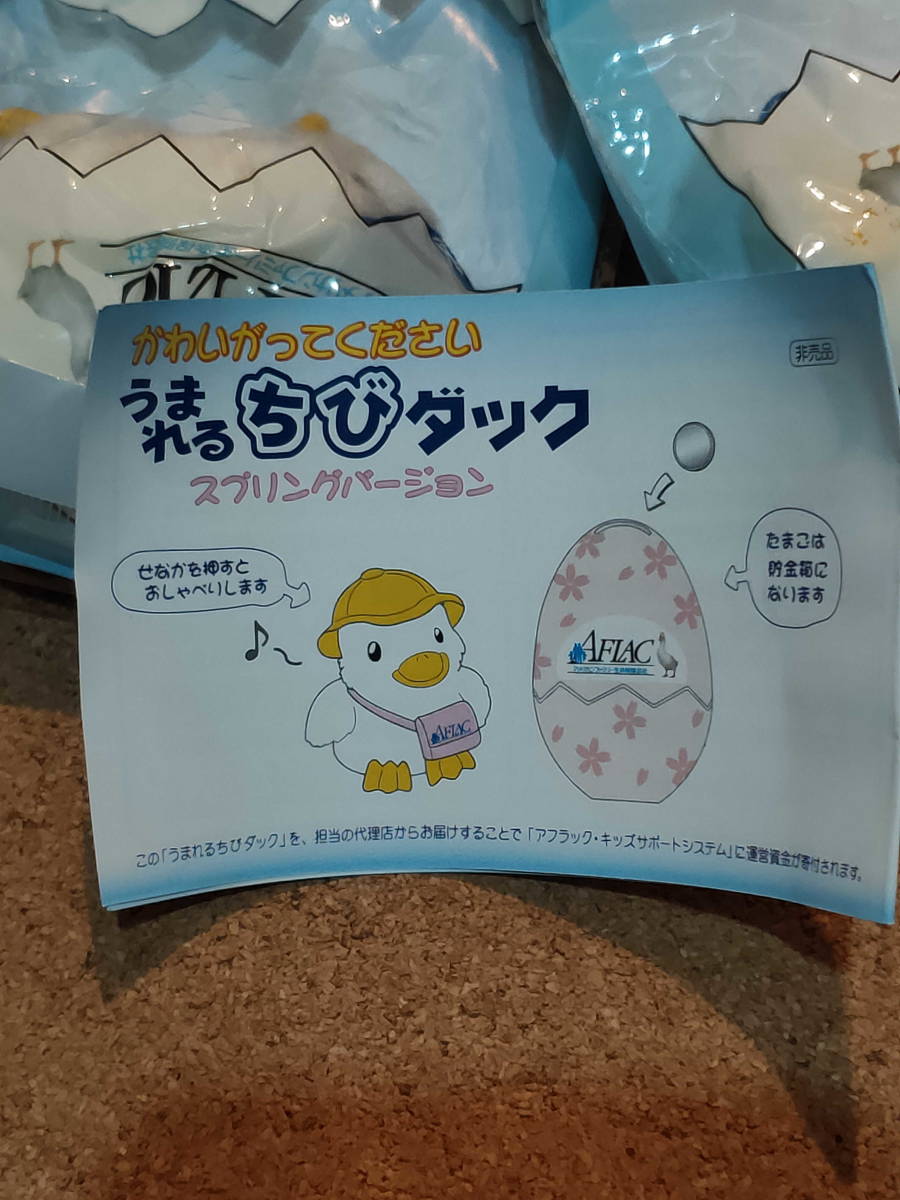 かわいがってください
非売品
うまれるちびダック
スプリングバージョン
せなかを押すと
おしゃべりします
たまごは
貯金箱に
なります
AFLAC
AFLAC
この「うまれるちびダック」を、担当の代理店からお届けすることで「アフラック・キッズサポートシステム」に運営資金が寄付されます。